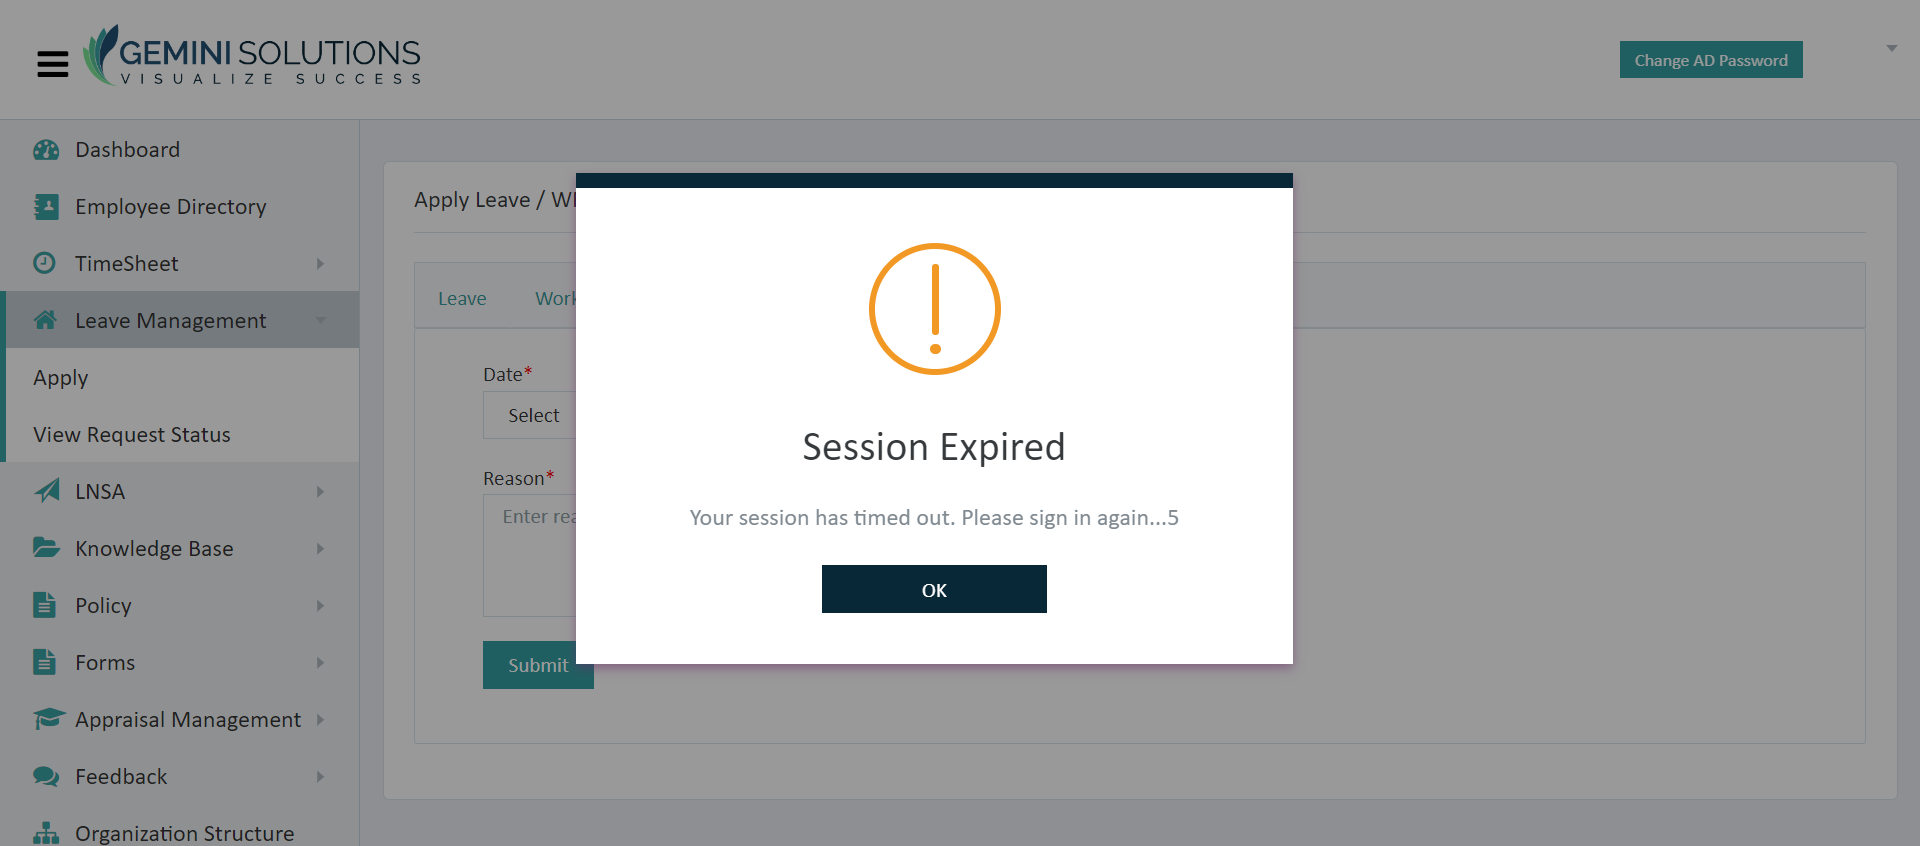 GEMINI SOLUTIONS
VISUALIZE SUCCESS
Change AD Password
Dashboard
Employee Directory
TimeSheet
Leave Management
Apply
View Request Status
LNSA
Knowledge Base
Policy
Forms
Appraisal Management
Feedback
Organization Structure
Apply Leave /
Leave
Work
Date*
Select
Reason*
Enter
Submit
Session Expired
Your session has timed out. Please sign in again...5
OK